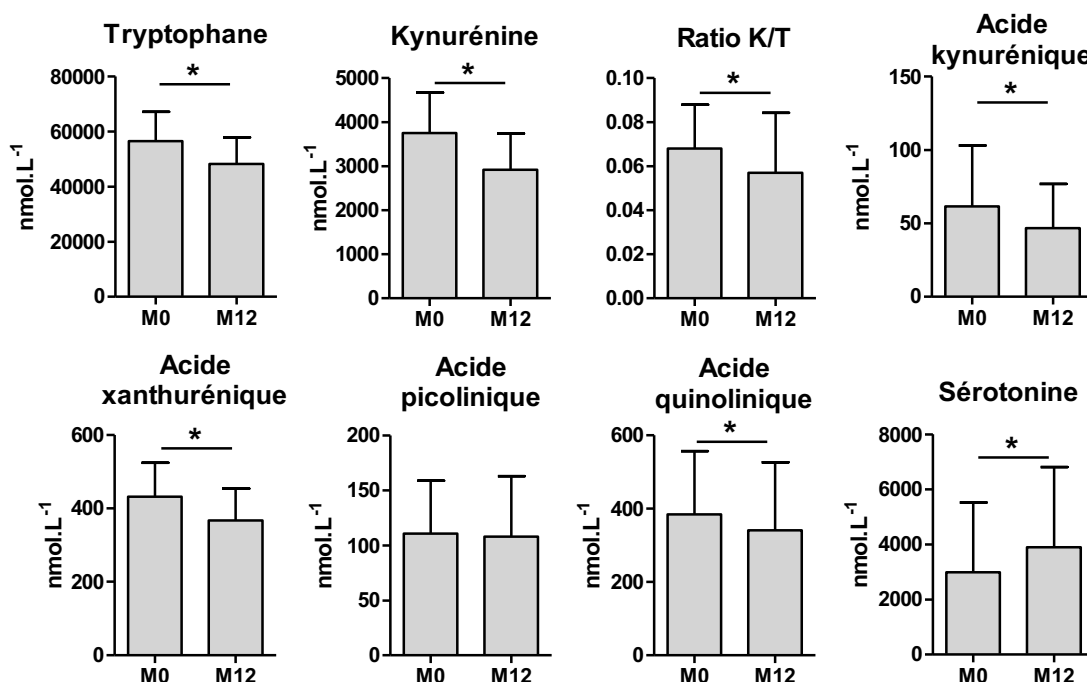 Tryptophane
*
80000
60000
40000
20000
0
nmol.L-1
M0 M12
Kynurénine
*
5000
4000
3000
2000
1000
0
nmol.L-1
M0 M12
Ratio K/T
*
0.10
0.08
0.06
0.04
0.02
0.00
M0 M12
Acide
kynurénique
*
150
100
50
0
nmol.L-1
M0 M12
Acide
xanthurénique
*
600
400
200
0
nmol.L-1
M0 M12
Acide
picolinique
200
150
100
50
0
nmol.L-1
M0 M12
Acide
quinolinique
*
600
400
200
0
nmol.L-1
M0 M12
Sérotonine
*
8000
6000
4000
2000
0
nmol.L-1
M0 M12